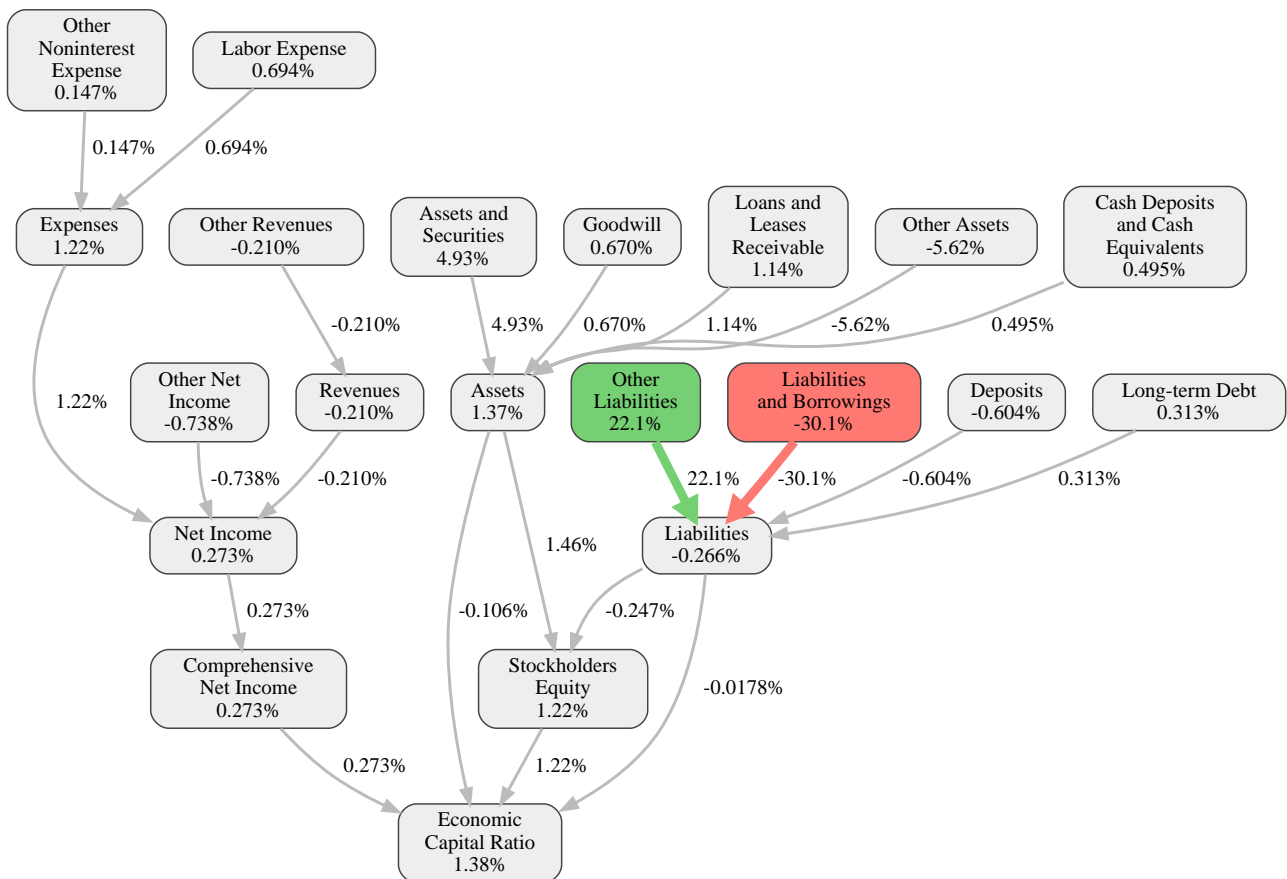 Other
Noninterest
Expense
0.147%
Labor Expense
0.694%
0.147%
0.694%
Expenses
1.22%
Other Revenues
-0.210%
Assets and
Securities
4.93%
Goodwill
0.670%
Loans and
Leases
Receivable
1.14%
Other Assets
-5.62%
Cash Deposits
and Cash
Equivalents
0.495%
-0.210%
4.93%
0.670%
1.14%
-5.62%
0.495%
1.22%
Other Net
Income
-0.738%
Revenues
-0.210%
Assets
1.37%
Other
Liabilities
22.1%
Liabilities
and Borrowings
-30.1%
Deposits
-0.604%
Long-term Debt
0.313%
-0.738%
-0.210%
22.1%
-30.1%
-0.604%
0.313%
Net Income
0.273%
1.46%
Liabilities
-0.266%
0.273%
-0.106%
-0.247%
Comprehensive
Net Income
0.273%
Stockholders
Equity
1.22%
-0.0178%
0.273%
1.22%
Economic
Capital Ratio
1.38%